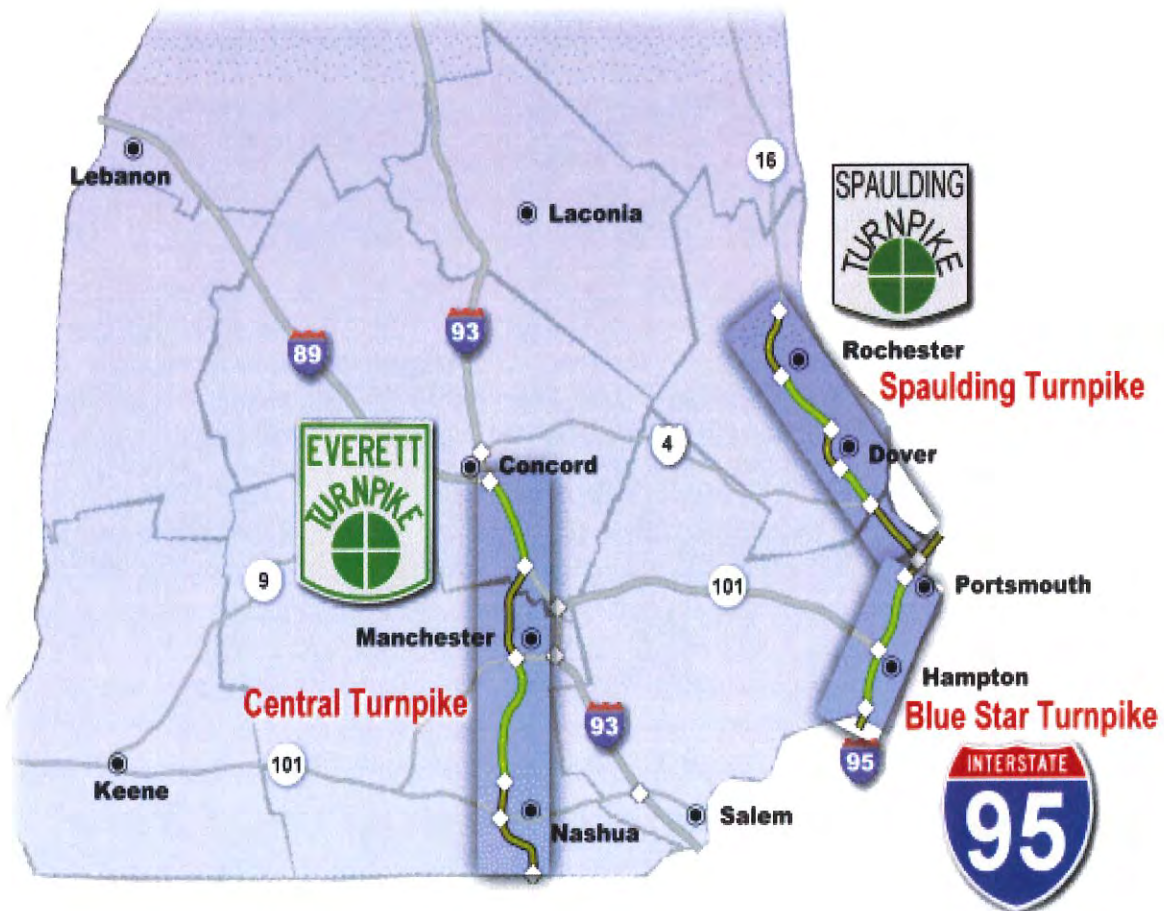 16
SPAULDING
TURNPIKE
Lebanon
Laconia
93
89
Rochester
Spaulding Turnpike
EVERETT
TURNPIKE
4
Dover
Concord
9
101
Portsmouth
Manchester
Hampton
Central Turnpike
Blue Star Turnpike
93
95
101
INTERSTATE
95
Keene
Nashua
Salem